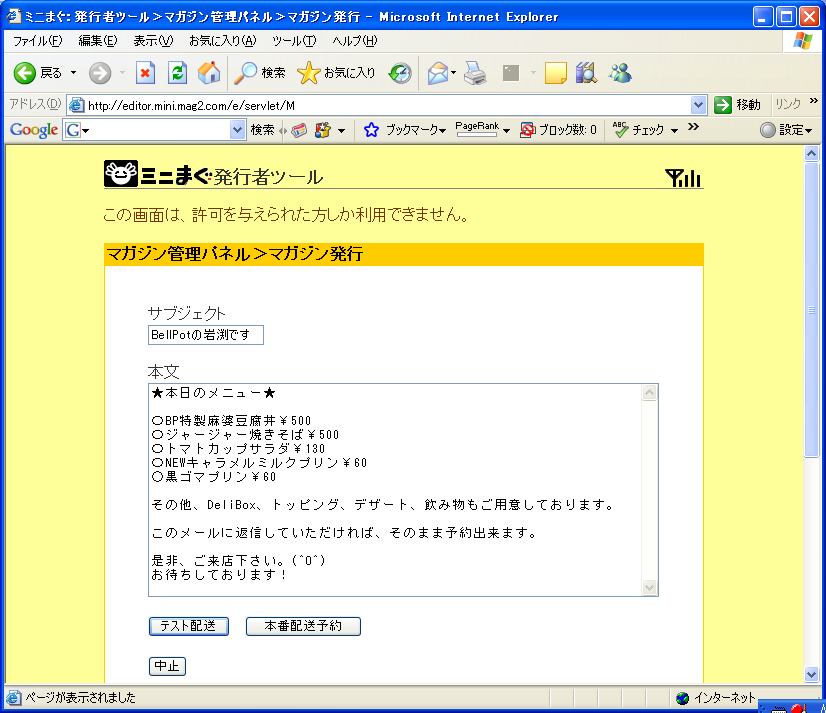 ミニまぐ: 発行者ツール＞マガジン管理パネル＞マガジン発行 - Microsoft Internet Explorer
ファイル(F) 編集(E) 表示(V) お気に入り(A) ツール(T) ヘルプ(H)
戻る 検索 お気に入り
アドレス(D) http://editor.mini.mag2.com/e/servlet/M 移動 リンク »
Google G 検索 ブックマーク PageRank ブロック数: 0 ABC チェック » 設定
ミニまぐ発行者ツール
この画面は、許可を与えられた方しか利用できません。
マガジン管理パネル＞マガジン発行
サブジェクト
BellPotの岩渕です
本文
★本日のメニュー★
○BP特製麻婆豆腐丼￥500
○ジャージャー焼きそば￥500
○トマトカップサラダ￥130
○NEWキャラメルミルクプリン￥60
○黒ゴマプリン￥60
その他、DeliBox、トッピング、デザート、飲み物もご用意しております。
このメールに返信していただければ、そのまま予約出来ます。
是非、ご来店下さい。(^O^)
お待ちしております！
テスト配送 本番配送予約
中止
ページが表示されました インターネット